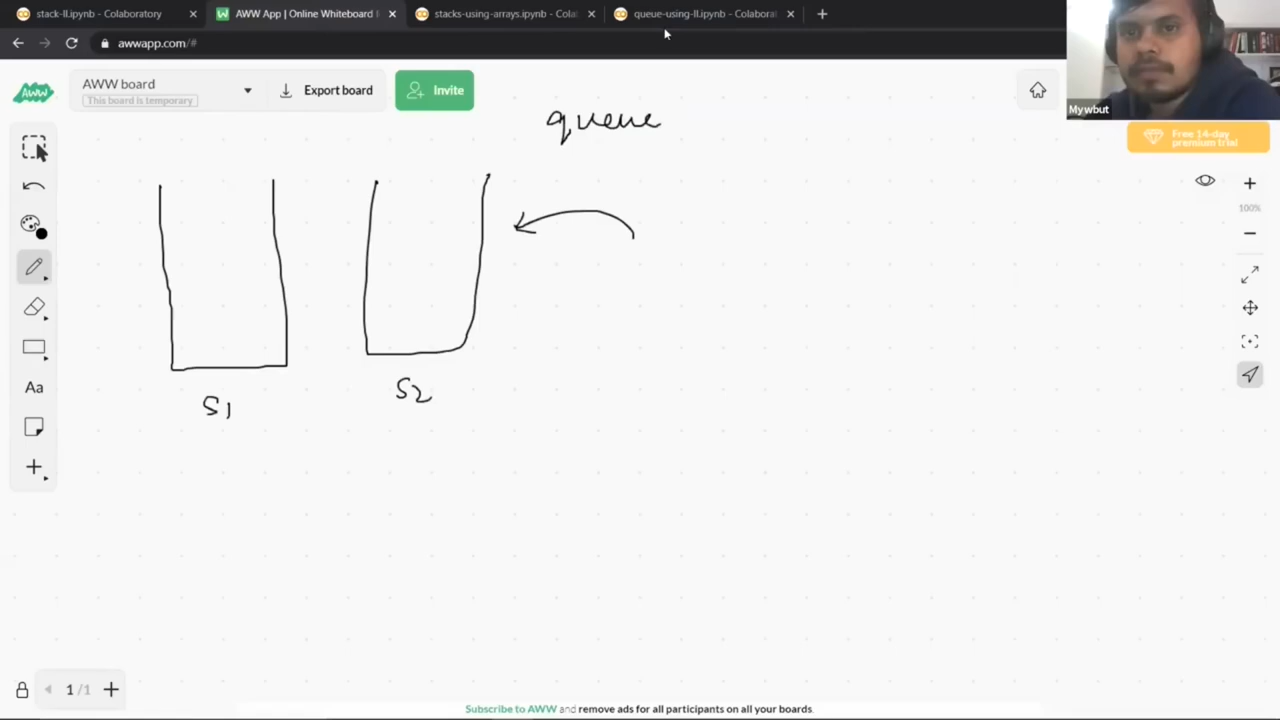 stack-ll.ipynb - Colaboratory
AWW App | Online Whiteboard
stacks-using-arrays.ipynb - Cola
queue-using-ll.ipynb - Colabora
awwapp.com/#
AWW
AWW board
This board is temporary
Export board
Invite
Mywbut
Free 14-day
premium trial
queue
100%
S1
S2
Aa
1 / 1
Subscribe to AWW and remove ads for all participants on all your boards.